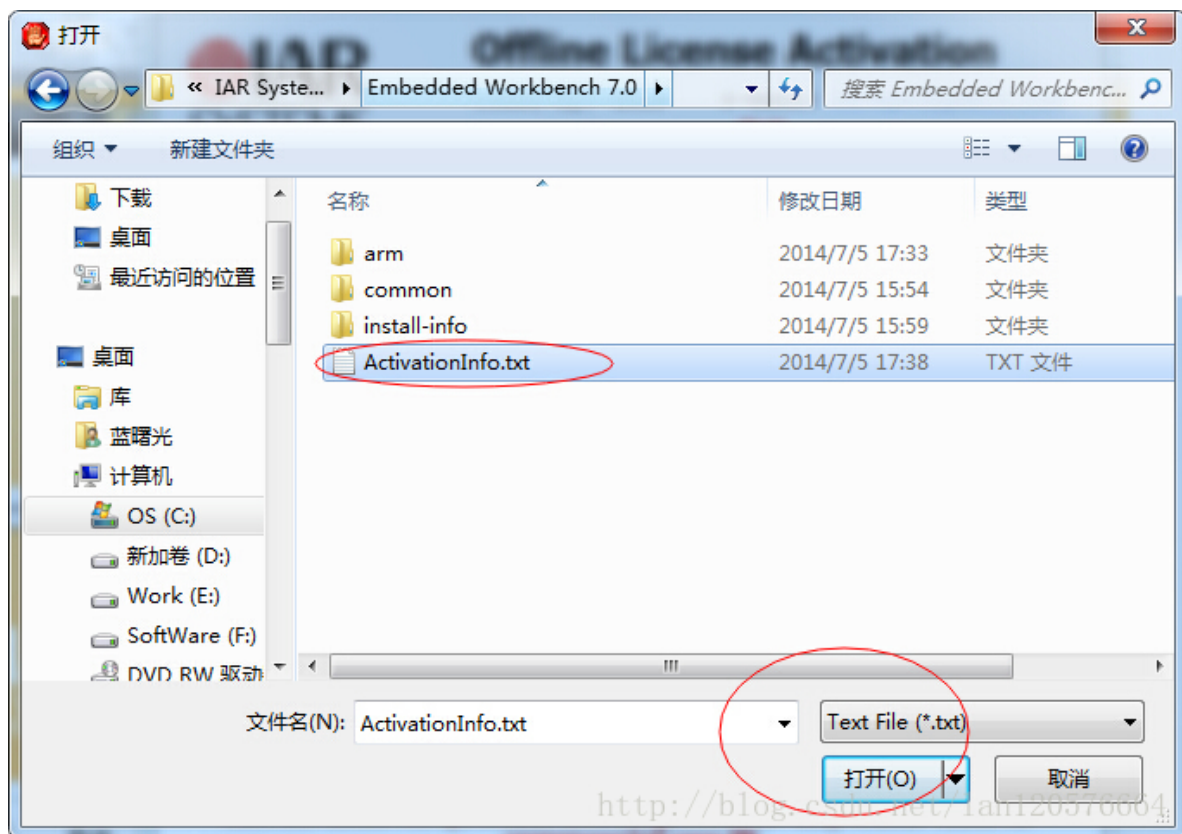 打开
IAR
Offline License Activation
« IAR Syste... Embedded Workbench 7.0
搜索 Embedded Workbenc...
组织 新建文件夹
名称 修改日期 类型
下载
桌面
最近访问的位置
桌面
库
蓝曙光
计算机
OS (C:)
新加卷 (D:)
Work (E:)
SoftWare (F:)
DVD RW 驱动
arm 2014/7/5 17:33 文件夹
common 2014/7/5 15:54 文件夹
install-info 2014/7/5 15:59 文件夹
ActivationInfo.txt 2014/7/5 17:38 TXT 文件
文件名(N): ActivationInfo.txt Text File (*.txt)
打开(O) 取消
http://blog.csdn.net/lan120576664